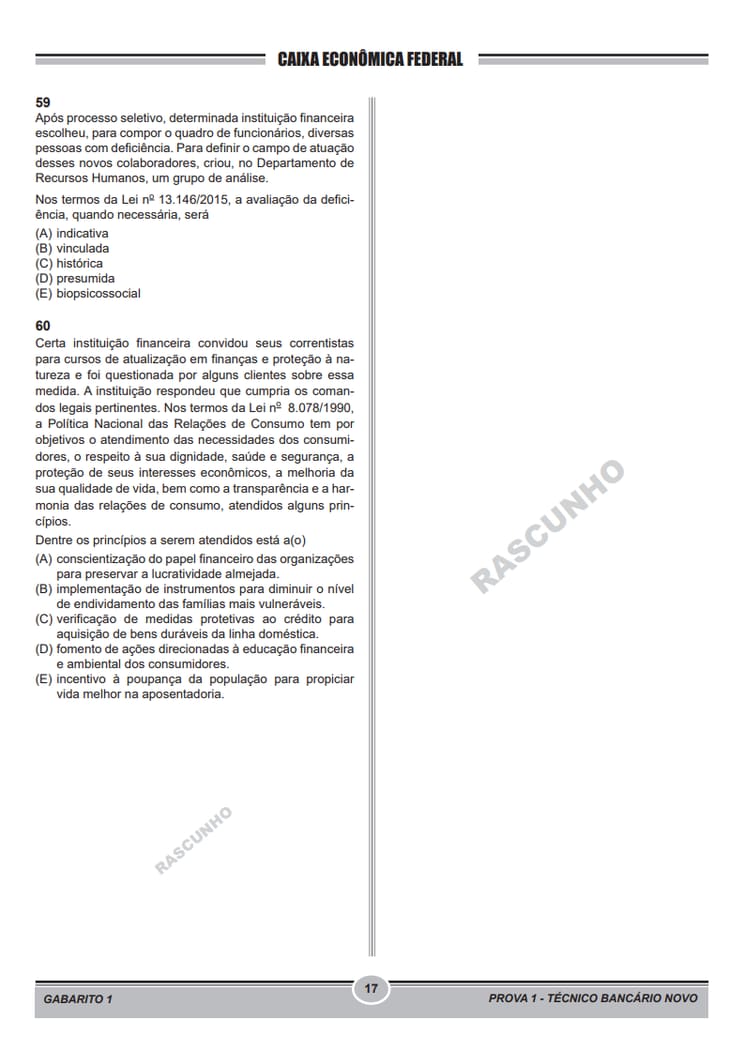 CAIXA ECONÔMICA FEDERAL
59
Após processo seletivo, determinada instituição financeira
escolheu, para compor o quadro de funcionários, diversas
pessoas com deficiência. Para definir o campo de atuação
desses novos colaboradores, criou, no Departamento de
Recursos Humanos, um grupo de análise.
Nos termos da Lei nº 13.146/2015, a avaliação da defici-
ência, quando necessária, será
(A) indicativa
(B) vinculada
(C) histórica
(D) presumida
(E) biopsicossocial
60
Certa instituição financeira convidou seus correntistas
para cursos de atualização em finanças e proteção à na-
tureza e foi questionada por alguns clientes sobre essa
medida. A instituição respondeu que cumpria os coman-
dos legais pertinentes. Nos termos da Lei nº 8.078/1990,
a Política Nacional das Relações de Consumo tem por
objetivos o atendimento das necessidades dos consumi-
dores, o respeito à sua dignidade, saúde e segurança, a
proteção de seus interesses econômicos, a melhoria da
sua qualidade de vida, bem como a transparência e a har-
monia das relações de consumo, atendidos alguns prin-
cípios.
Dentre os princípios a serem atendidos está a(o)
(A) conscientização do papel financeiro das organizações
para preservar a lucratividade almejada.
(B) implementação de instrumentos para diminuir o nível
de endividamento das famílias mais vulneráveis.
(C) verificação de medidas protetivas ao crédito para
aquisição de bens duráveis da linha doméstica.
(D) fomento de ações direcionadas à educação financeira
e ambiental dos consumidores.
(E) incentivo à poupança da população para propiciar
vida melhor na aposentadoria.
RASCUNHO
RASCUNHO
GABARITO 1
17
PROVA 1 - TÉCNICO BANCÁRIO NOVO